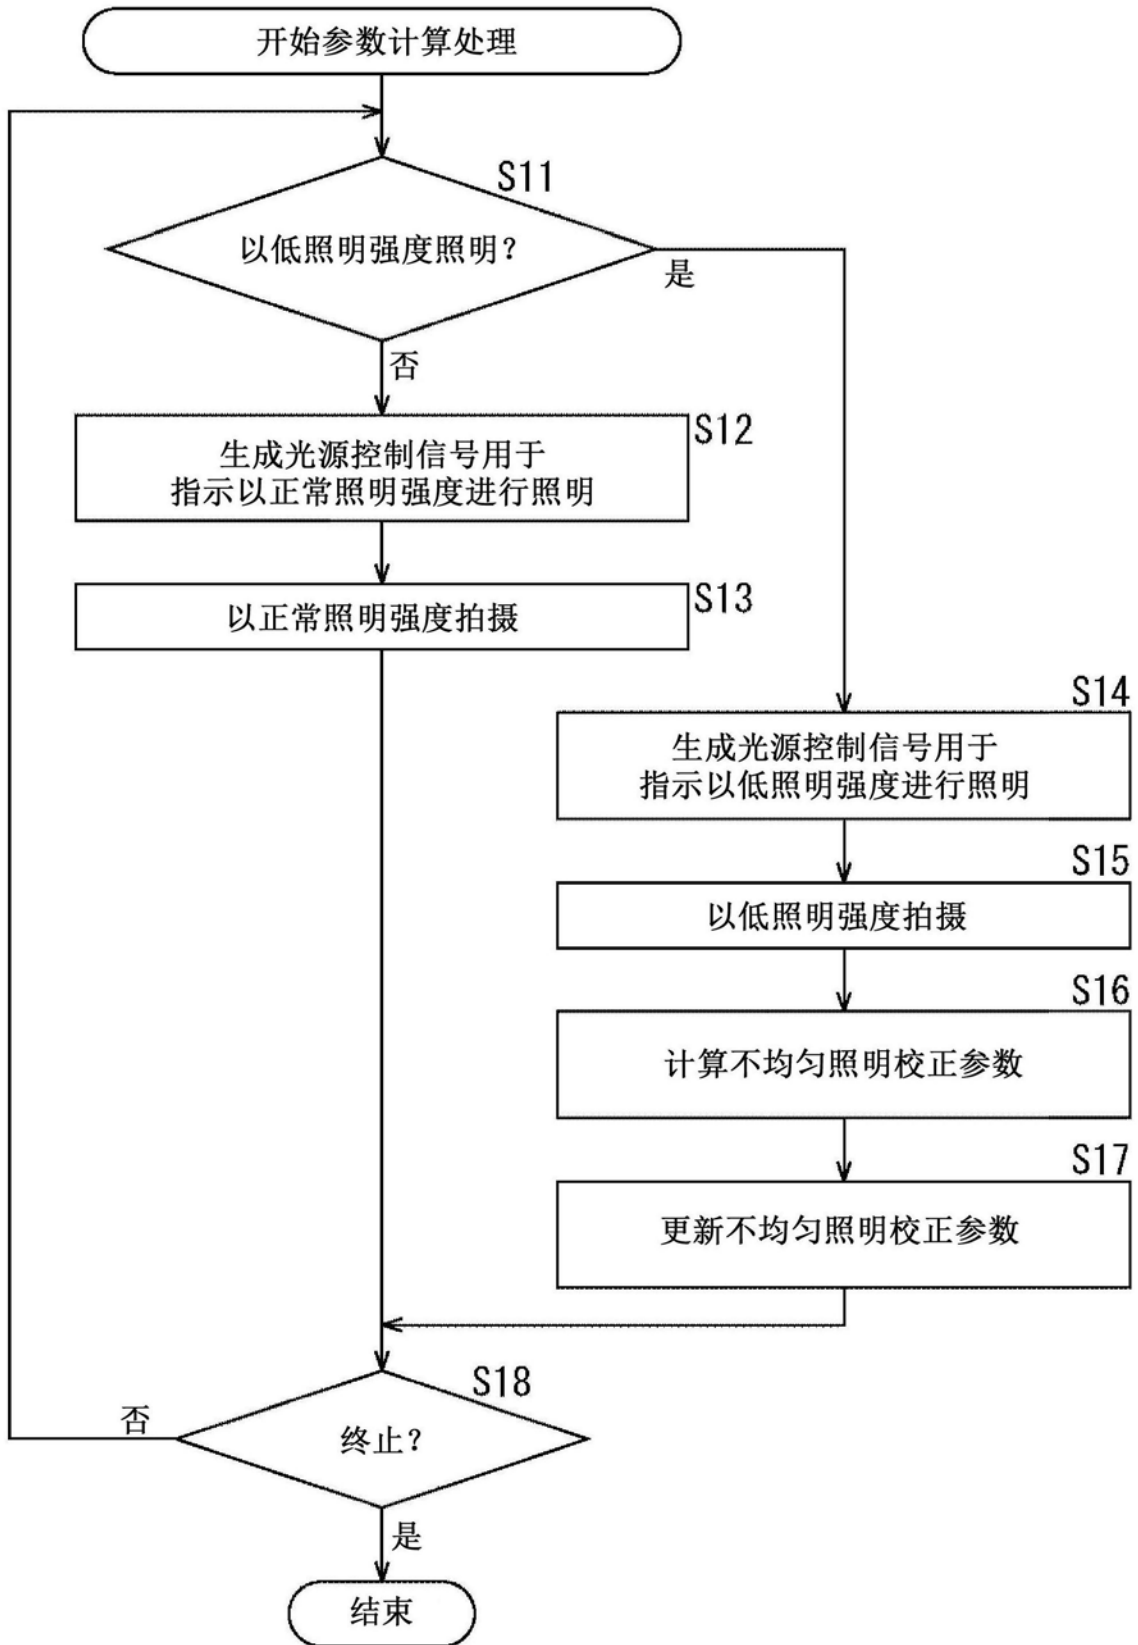 开始参数计算处理
S11
以低照明强度照明？
是
否
S12
生成光源控制信号用于
指示以正常照明强度进行照明
S13
以正常照明强度拍摄
S14
生成光源控制信号用于
指示以低照明强度进行照明
S15
以低照明强度拍摄
S16
计算不均匀照明校正参数
S17
更新不均匀照明校正参数
S18
否
终止？
是
结束